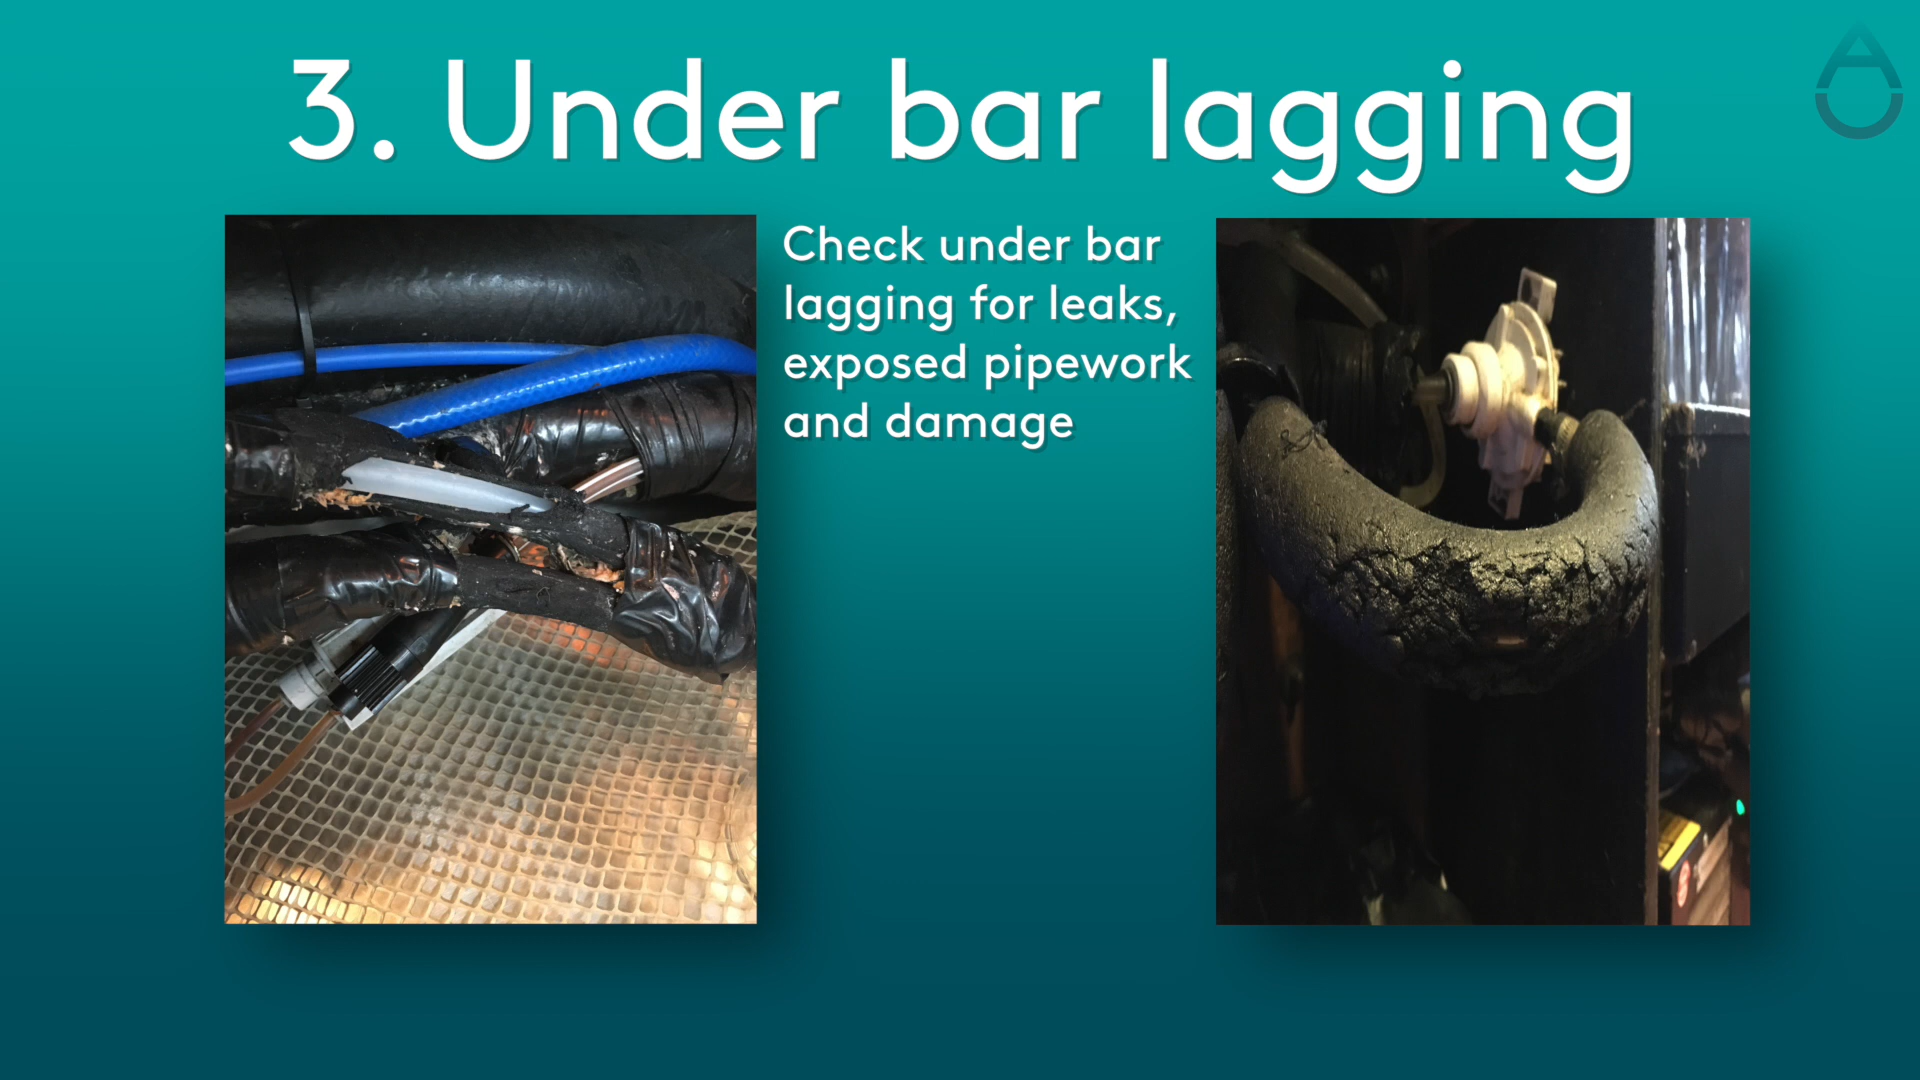 3. Under bar lagging
Check under bar
lagging for leaks,
exposed pipework
and damage